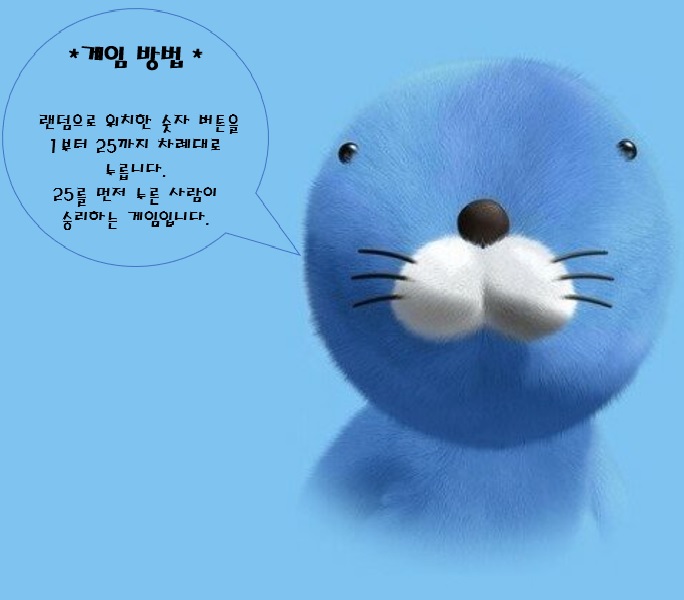 *게임 방법 *
랜덤으로 위치한 숫자 버튼을
1부터 25까지 차례대로
누릅니다.
25를 먼저 누른 사람이
승리하는 게임입니다.